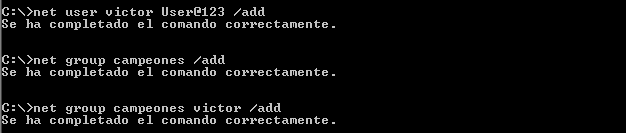 C:\>net user victor User@123 /add
Se ha completado el comando correctamente.
C:\>net group campeones /add
Se ha completado el comando correctamente.
C:\>net group campeones victor /add
Se ha completado el comando correctamente.